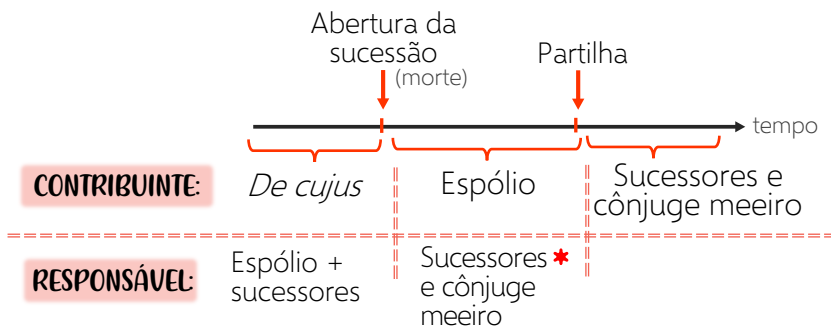 Abertura da
sucessão
(morte)
Partilha
tempo
CONTRIBUINTE:
De cujus
Espólio
Sucessores e
cônjuge meeiro
RESPONSÁVEL:
Espólio +
sucessores
Sucessores *
e cônjuge
meeiro